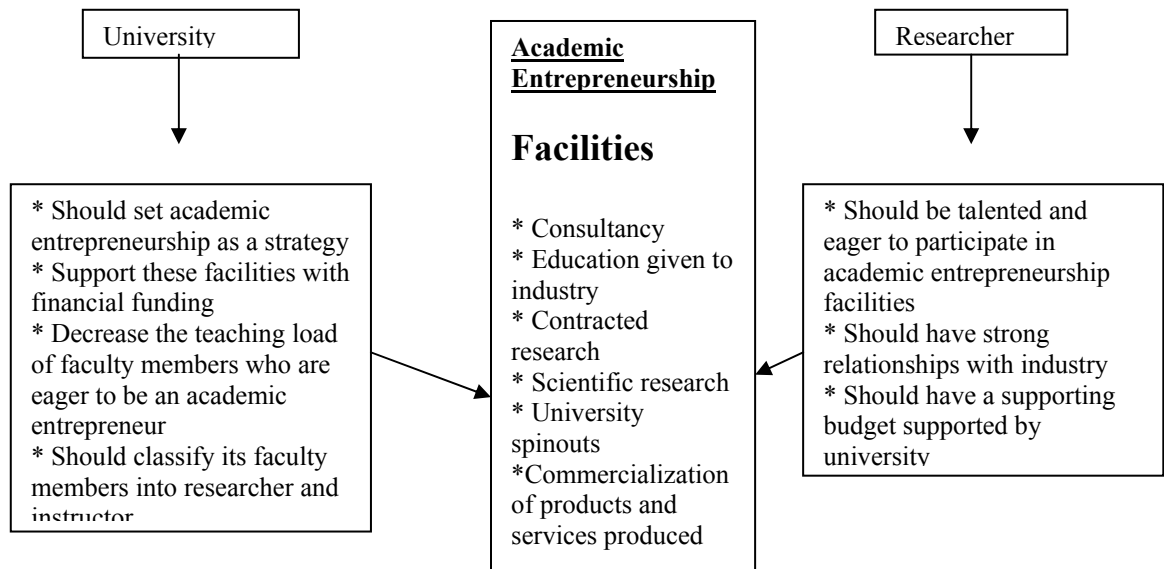 University
* Should set academic
entrepreneurship as a strategy
* Support these facilities with
financial funding
* Decrease the teaching load
of faculty members who are
eager to be an academic
entrepreneur
* Should classify its faculty
members into researcher and
instructor
Academic
Entrepreneurship
Facilities
* Consultancy
* Education given to
industry
* Contracted
research
* Scientific research
* University
spinouts
*Commercialization
of products and
services produced
Researcher
* Should be talented and
eager to participate in
academic entrepreneurship
facilities
* Should have strong
relationships with industry
* Should have a supporting
budget supported by
university